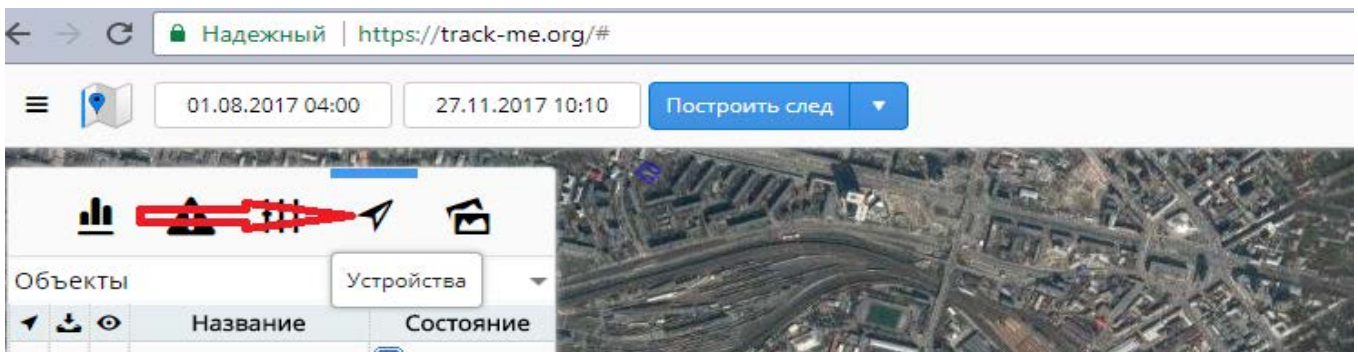 Надежный | https://track-me.org/#
01.08.2017 04:00 27.11.2017 10:10 Построить след
Объекты Устройства
Название Состояние